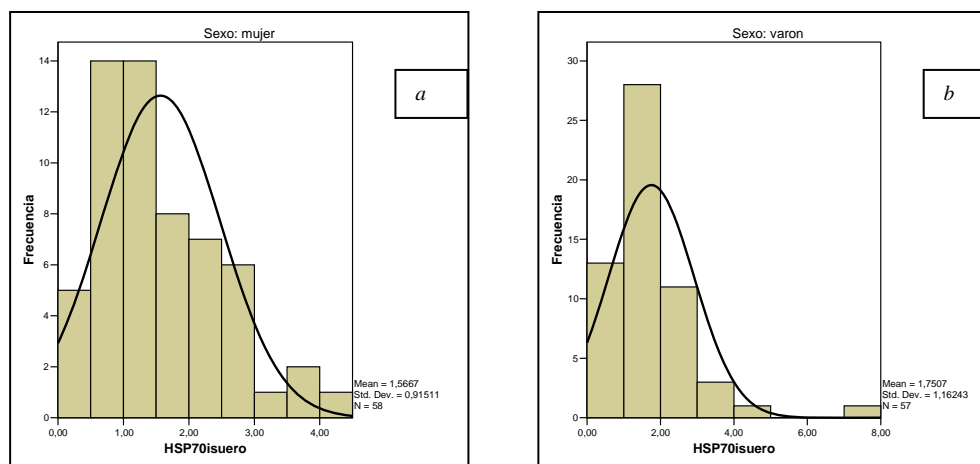 Sexo: mujer
a
14
12
10
8
6
4
2
0
Frecuencia
0,00 1,00 2,00 3,00 4,00
HSP70isuero
Mean = 1,5667
Std. Dev. = 0,91511
N = 58
Sexo: varon
b
30
25
20
15
10
5
0
Frecuencia
0,00 2,00 4,00 6,00 8,00
HSP70isuero
Mean = 1,7507
Std. Dev. = 1,16243
N = 57